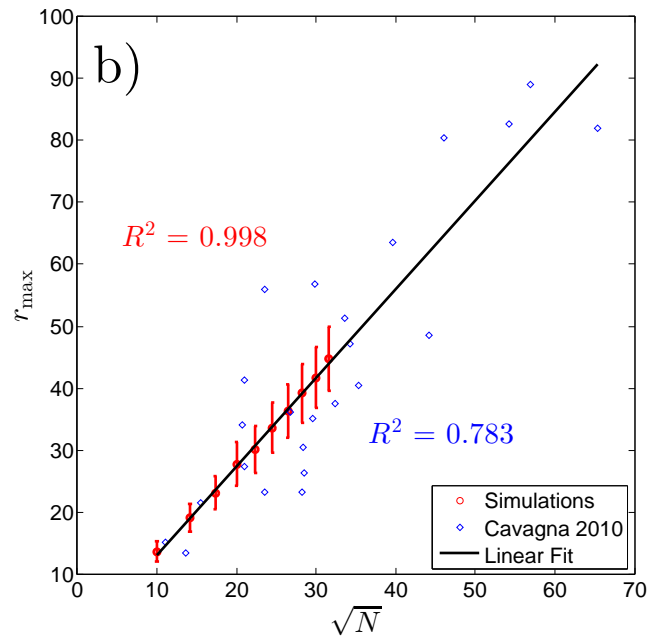 b)
100
90
80
70
60
50
40
30
20
10
r_max
R² = 0.998
R² = 0.783
Simulations
Cavagna 2010
Linear Fit
0 10 20 30 40 50 60 70
√N